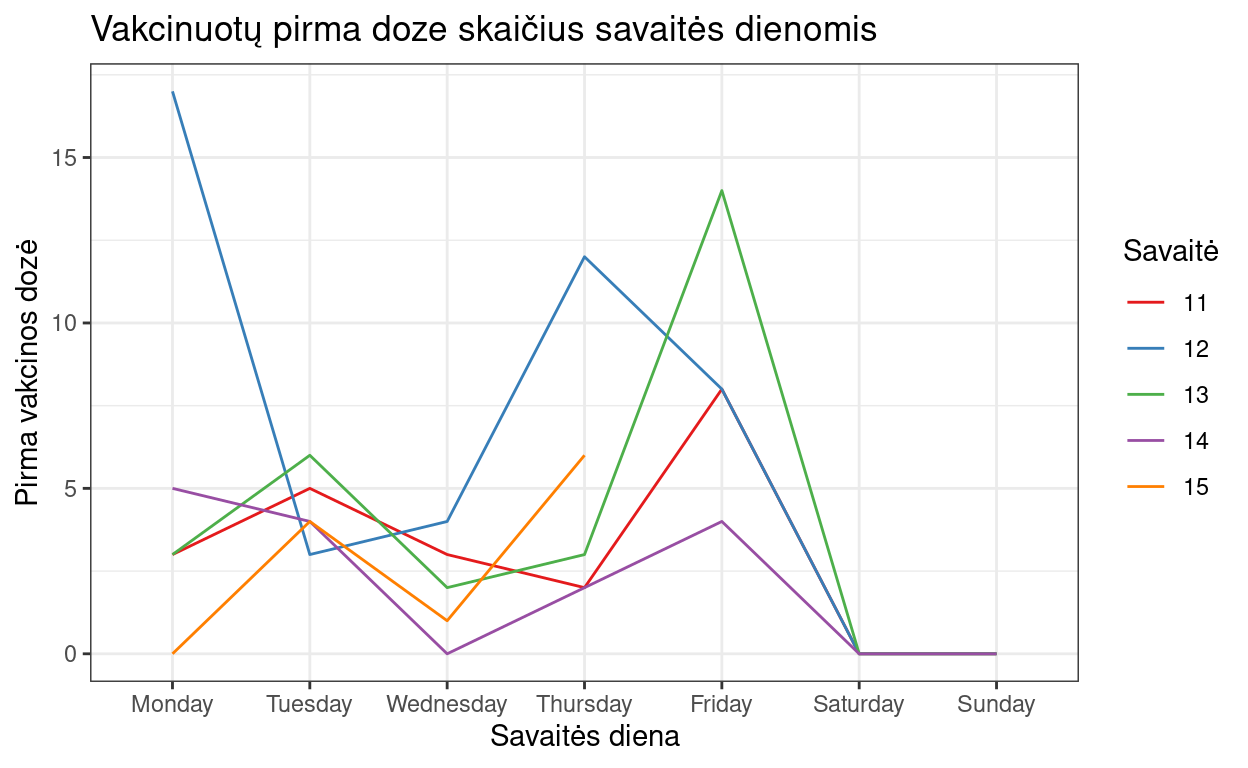 Vakcinuotų pirma doze skaičius savaitės dienomis
Pirma vakcinos dozė
15
10
5
0
Monday Tuesday Wednesday Thursday Friday Saturday Sunday
Savaitės diena
Savaitė
11
12
13
14
15